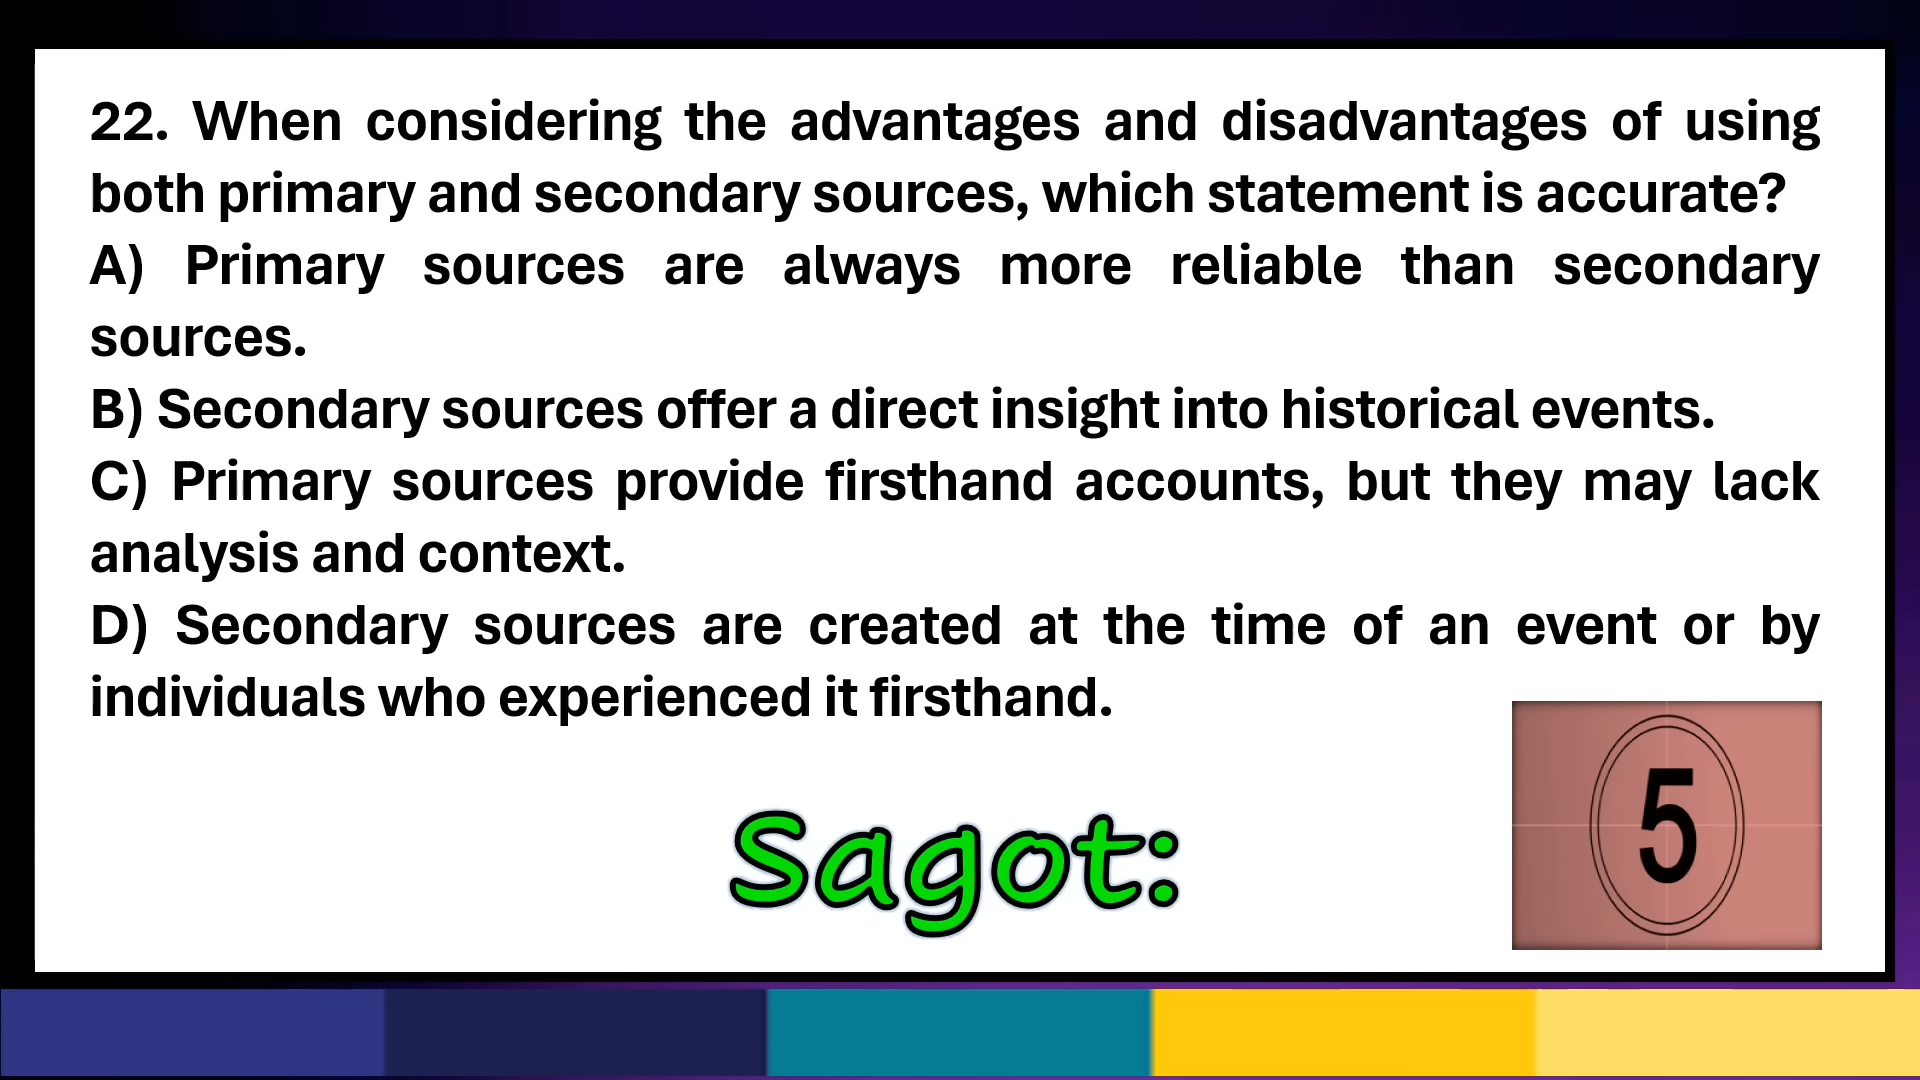 22. When considering the advantages and disadvantages of using
both primary and secondary sources, which statement is accurate?
A) Primary sources are always more reliable than secondary
sources.
B) Secondary sources offer a direct insight into historical events.
C) Primary sources provide firsthand accounts, but they may lack
analysis and context.
D) Secondary sources are created at the time of an event or by
individuals who experienced it firsthand.
Sagot:
5